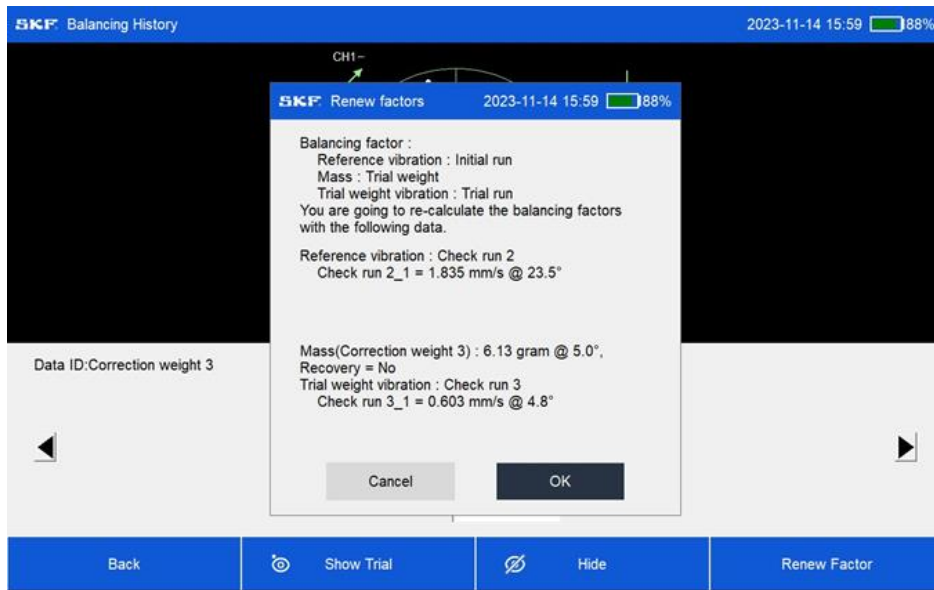 SKF. Balancing History 2023-11-14 15:59 88%
CH1-
SKF. Renew factors 2023-11-14 15:59 88%
Balancing factor :
Reference vibration : Initial run
Mass : Trial weight
Trial weight vibration : Trial run
You are going to re-calculate the balancing factors
with the following data.
Reference vibration : Check run 2
Check run 2_1 = 1.835 mm/s @ 23.5°
Mass(Correction weight 3) : 6.13 gram @ 5.0°,
Recovery = No
Trial weight vibration : Check run 3
Check run 3_1 = 0.603 mm/s @ 4.8°
Data ID:Correction weight 3
Cancel OK
Back Show Trial Hide Renew Factor